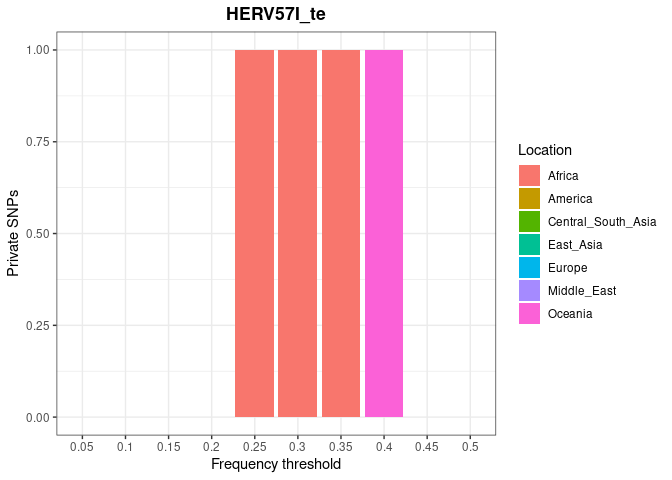 HERV57I_te
Private SNPs
1.00
0.75
0.50
0.25
0.00
0.05 0.1 0.15 0.2 0.25 0.3 0.35 0.4 0.45 0.5
Frequency threshold
Location
Africa
America
Central_South_Asia
East_Asia
Europe
Middle_East
Oceania